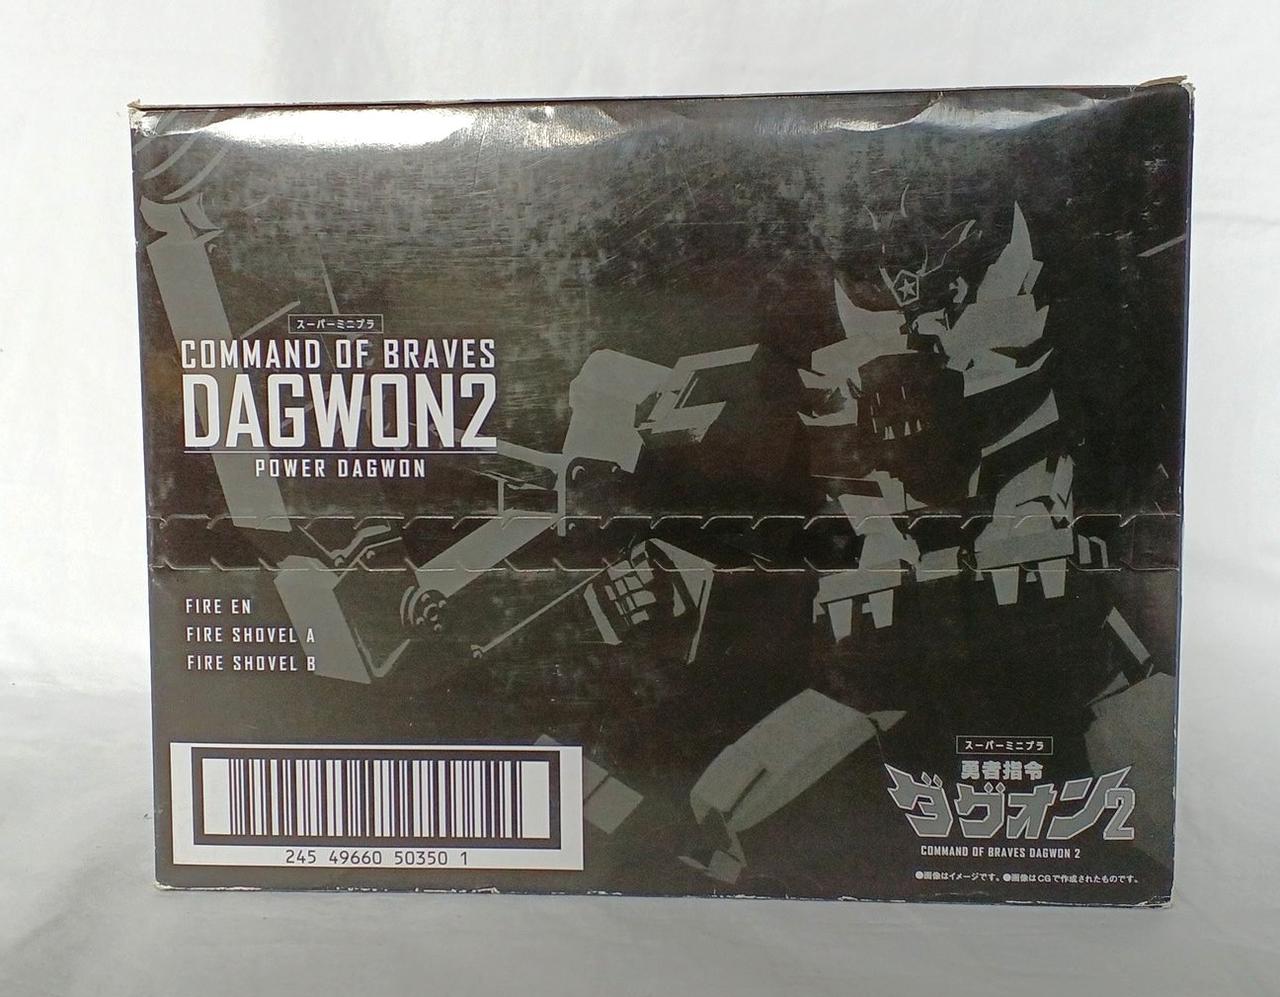 スーパーミニプラ
COMMAND OF BRAVES
DAGWON2
POWER DAGWON
FIRE EN
FIRE SHOVEL A
FIRE SHOVEL B
245 49660 50350 1
スーパーミニプラ
勇者指令
ダグオン2
COMMAND OF BRAVES DAGWON 2
●画像はイメージです。●画像はCGで作成されたものです。